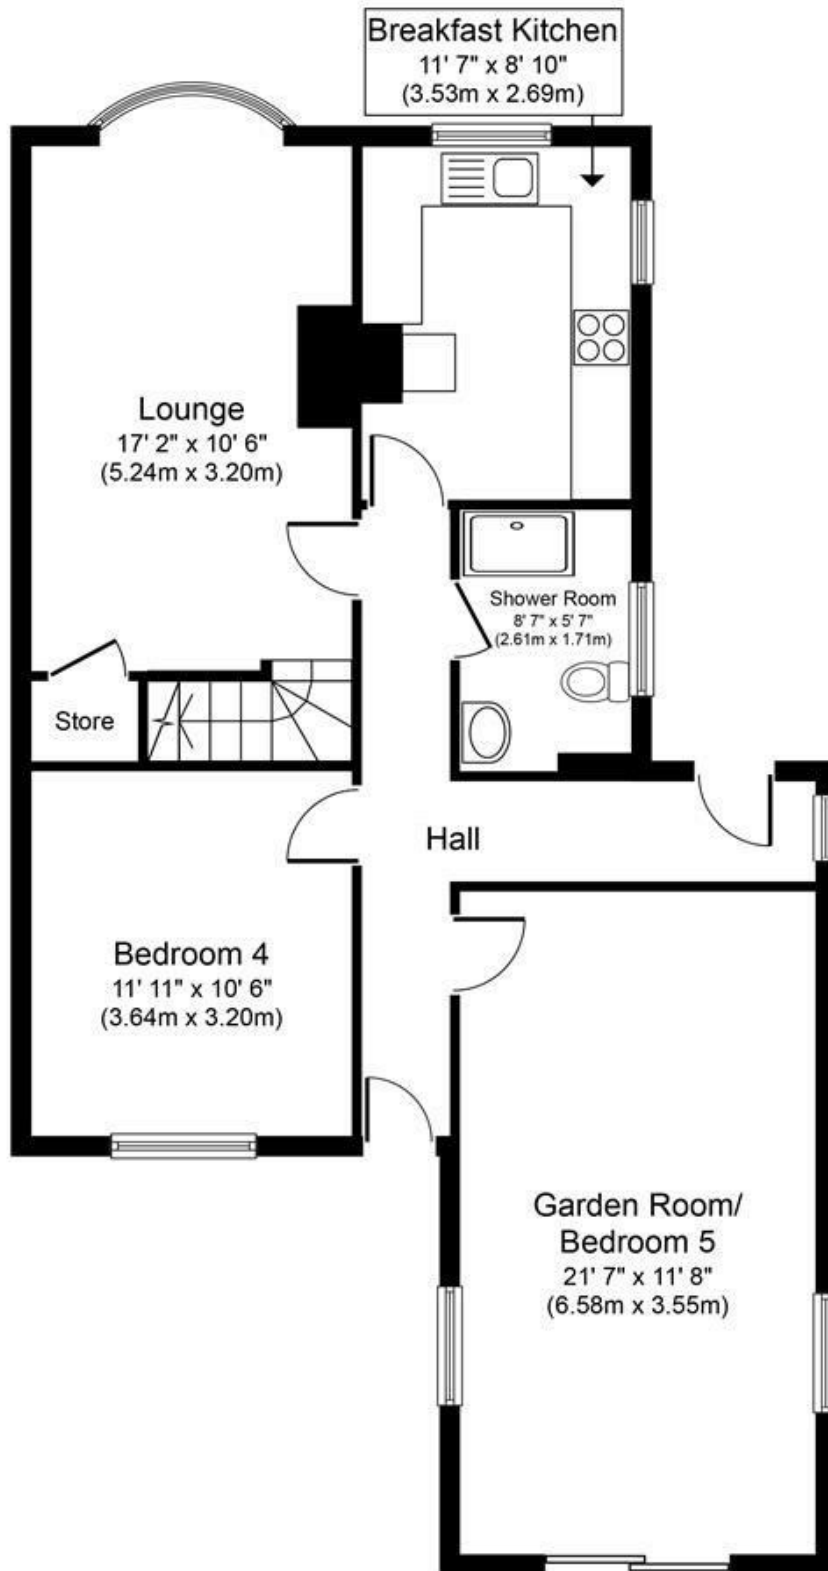 Breakfast Kitchen
11' 7" x 8' 10"
(3.53m x 2.69m)
Lounge
17' 2" x 10' 6"
(5.24m x 3.20m)
Shower Room
8' 7" x 5' 7"
(2.61m x 1.71m)
Store
Hall
Bedroom 4
11' 11" x 10' 6"
(3.64m x 3.20m)
Garden Room/
Bedroom 5
21' 7" x 11' 8"
(6.58m x 3.55m)